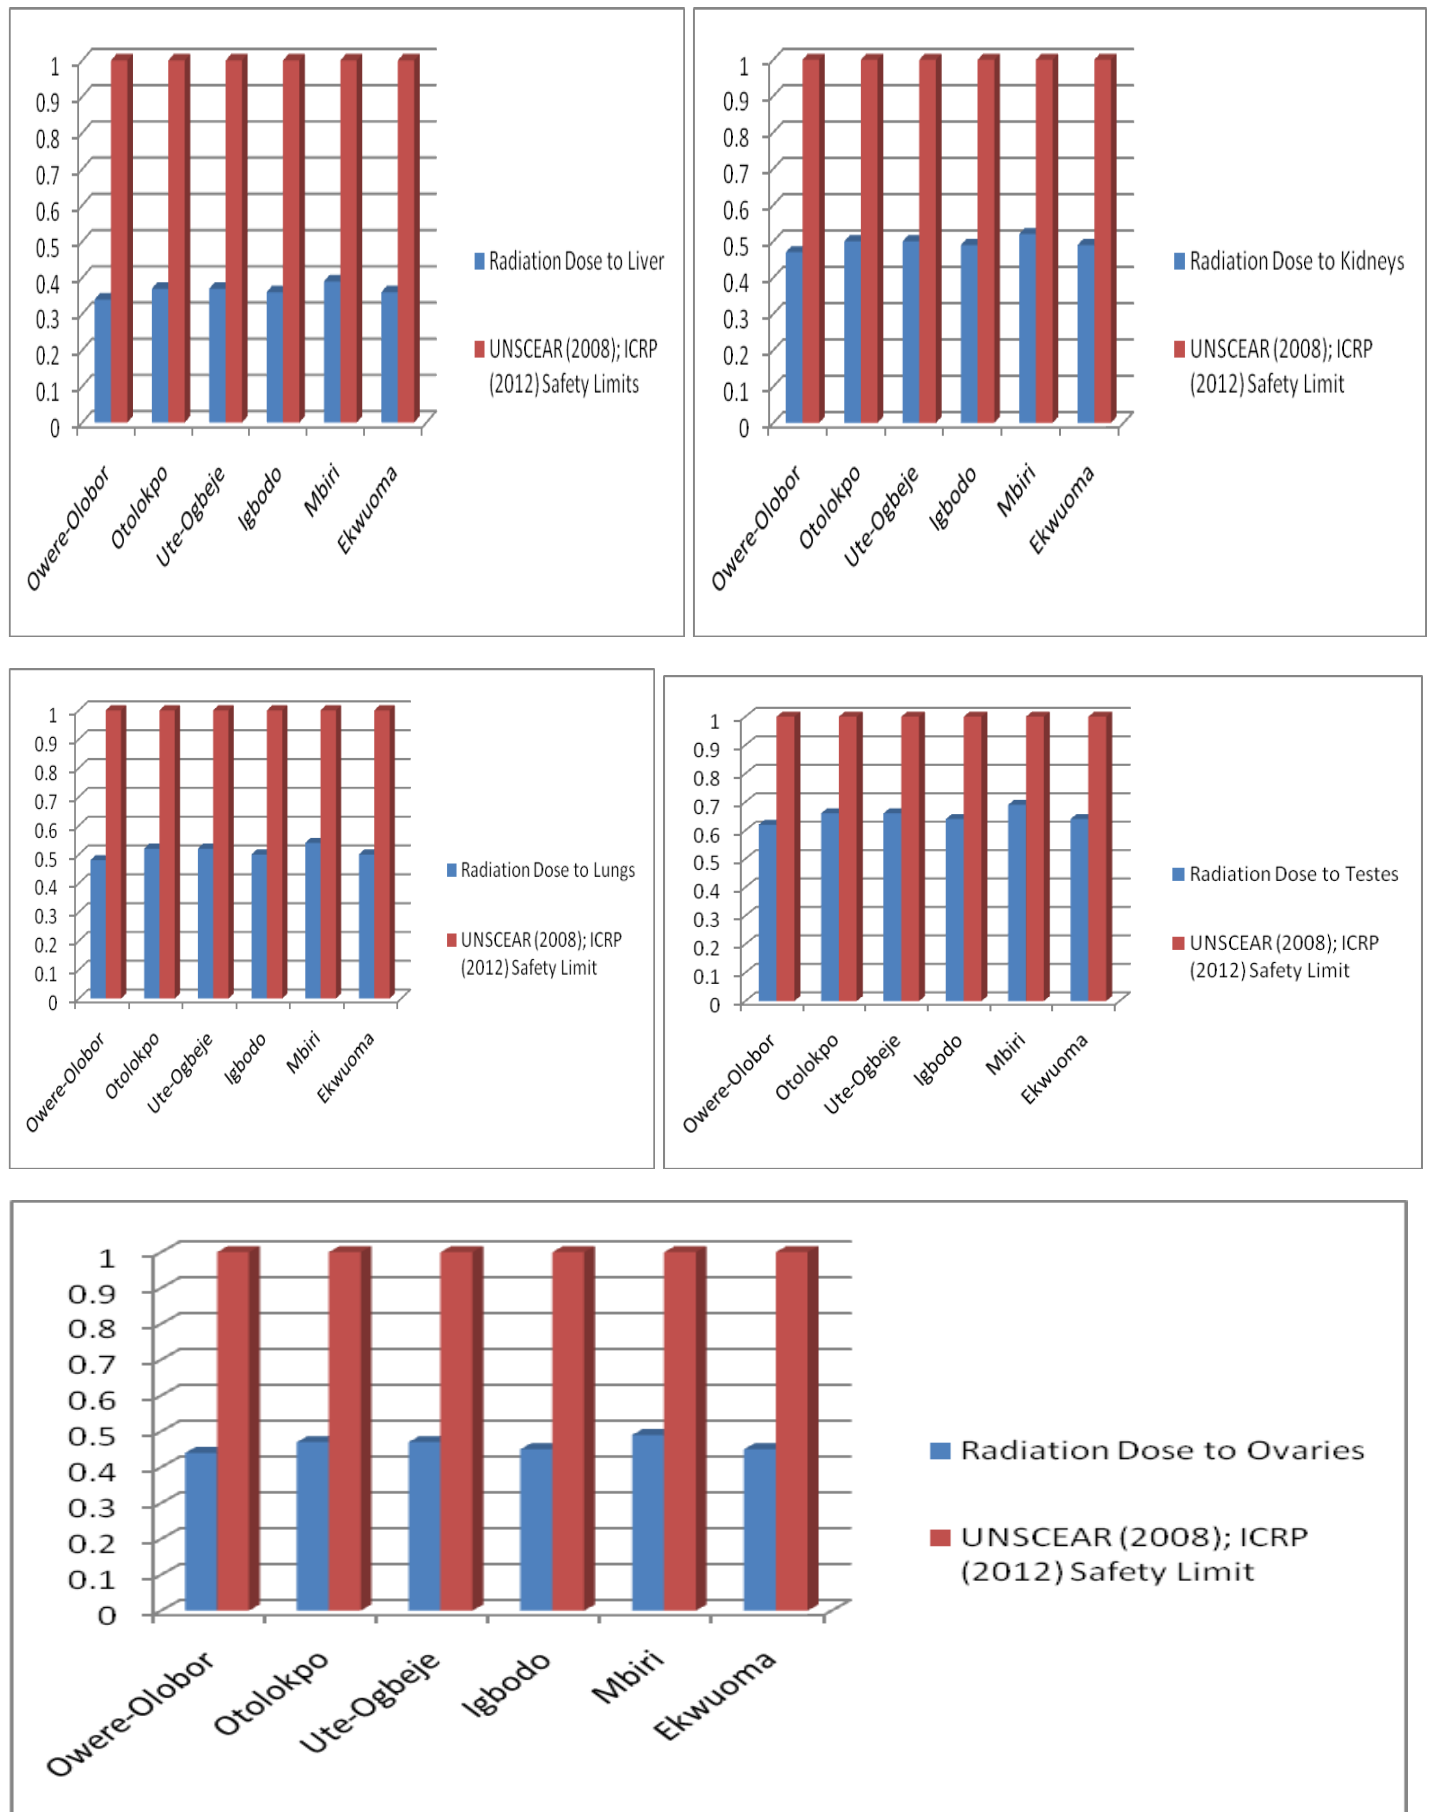 1
0.9
0.8
0.7
0.6
0.5
0.4
0.3
0.2
0.1
0
Owere-Olobor
Otolokpo
Ute-Ogbeje
Igbodo
Mbiri
Ekwuoma
Radiation Dose to Liver
UNSCEAR (2008); ICRP
(2012) Safety Limits
1
0.9
0.8
0.7
0.6
0.5
0.4
0.3
0.2
0.1
0
Owere-Olobor
Otolokpo
Ute-Ogbeje
Igbodo
Mbiri
Ekwuoma
Radiation Dose to Kidneys
UNSCEAR (2008); ICRP
(2012) Safety Limit
1
0.9
0.8
0.7
0.6
0.5
0.4
0.3
0.2
0.1
0
Owere-Olobor
Otolokpo
Ute-Ogbeje
Igbodo
Mbiri
Ekwuoma
Radiation Dose to Lungs
UNSCEAR (2008); ICRP
(2012) Safety Limit
1
0.9
0.8
0.7
0.6
0.5
0.4
0.3
0.2
0.1
0
Owere-Olobor
Otolokpo
Ute-Ogbeje
Igbodo
Mbiri
Ekwuoma
Radiation Dose to Testes
UNSCEAR (2008); ICRP
(2012) Safety Limit
1
0.9
0.8
0.7
0.6
0.5
0.4
0.3
0.2
0.1
0
Owere-Olobor
Otolokpo
Ute-Ogbeje
Igbodo
Mbiri
Ekwuoma
Radiation Dose to Ovaries
UNSCEAR (2008); ICRP
(2012) Safety Limit